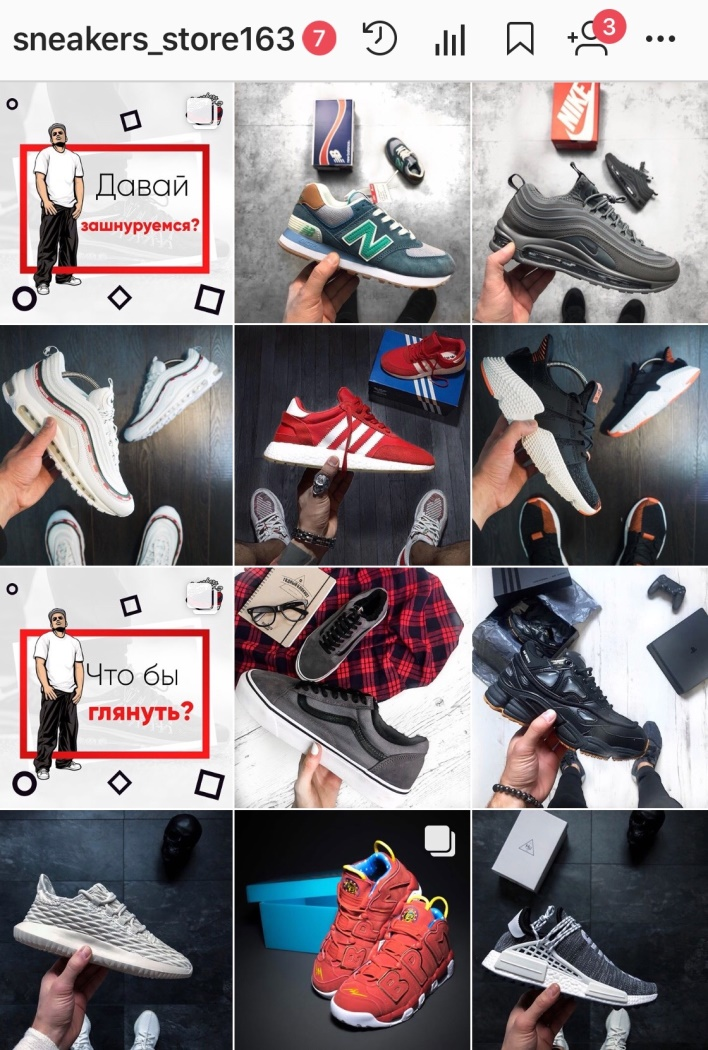 sneakers_store163 7
3
Давай
зашнуруемся?
NIKE
Что бы
глянуть?